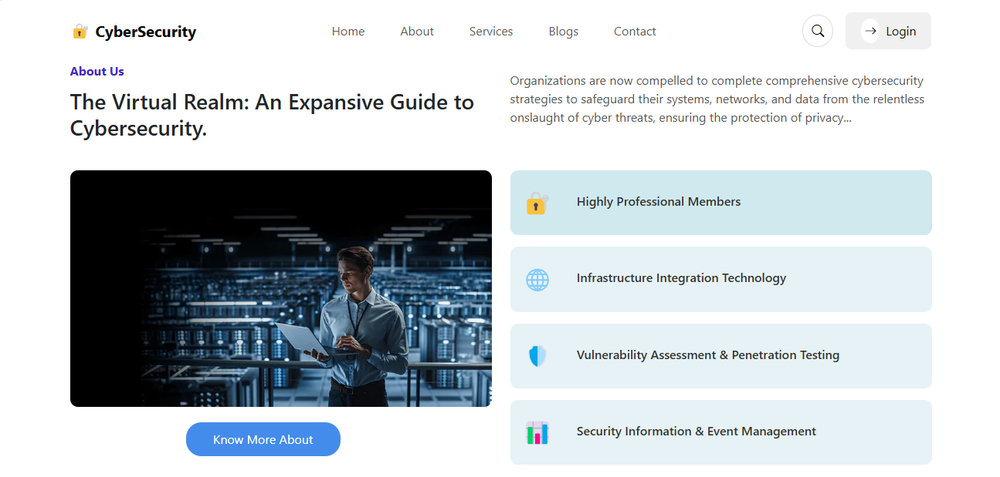 CyberSecurity
Home
About
Services
Blogs
Contact
Login
About Us
The Virtual Realm: An Expansive Guide to
Cybersecurity.
Organizations are now compelled to complete comprehensive cybersecurity
strategies to safeguard their systems, networks, and data from the relentless
onslaught of cyber threats, ensuring the protection of privacy...
Highly Professional Members
Infrastructure Integration Technology
Vulnerability Assessment & Penetration Testing
Security Information & Event Management
Know More About